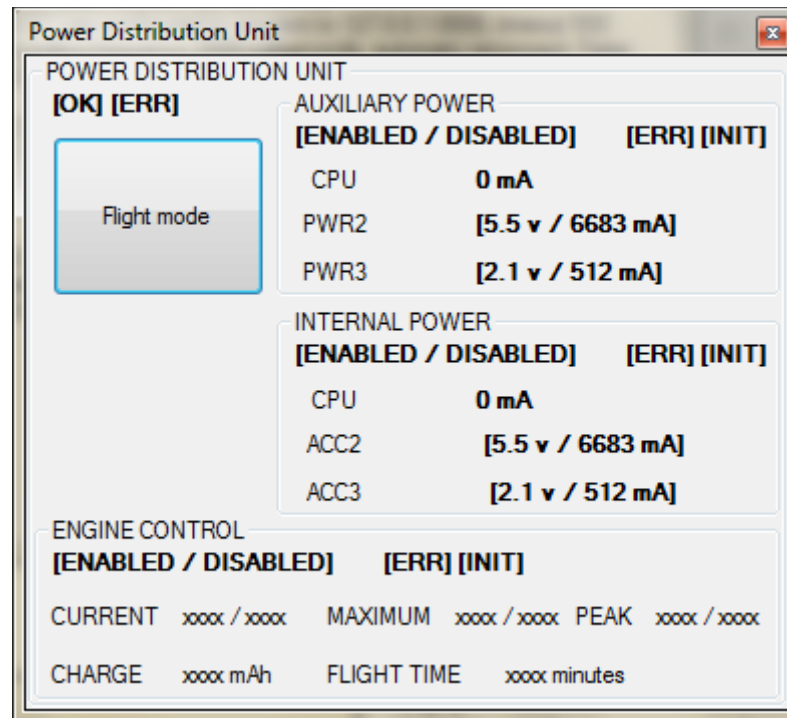 Power Distribution Unit
POWER DISTRIBUTION UNIT
[OK] [ERR]
Flight mode
AUXILIARY POWER
[ENABLED / DISABLED] [ERR] [INIT]
CPU 0 mA
PWR2 [5.5 v / 6683 mA]
PWR3 [2.1 v / 512 mA]
INTERNAL POWER
[ENABLED / DISABLED] [ERR] [INIT]
CPU 0 mA
ACC2 [5.5 v / 6683 mA]
ACC3 [2.1 v / 512 mA]
ENGINE CONTROL
[ENABLED / DISABLED] [ERR] [INIT]
CURRENT xxxx / xxxx MAXIMUM xxxx / xxxx PEAK xxxx / xxxx
CHARGE xxxx mAh FLIGHT TIME xxxx minutes